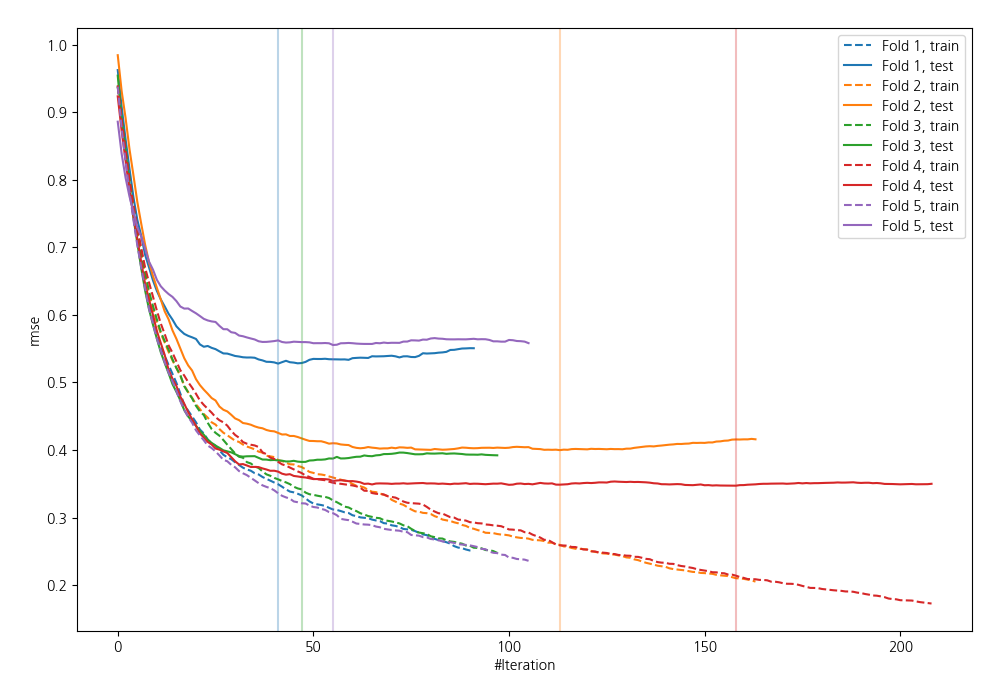 1.0
0.9
0.8
0.7
0.6
0.5
0.4
0.3
0.2
rmse
0
50
100
150
200
#Iteration
Fold 1, train
Fold 1, test
Fold 2, train
Fold 2, test
Fold 3, train
Fold 3, test
Fold 4, train
Fold 4, test
Fold 5, train
Fold 5, test